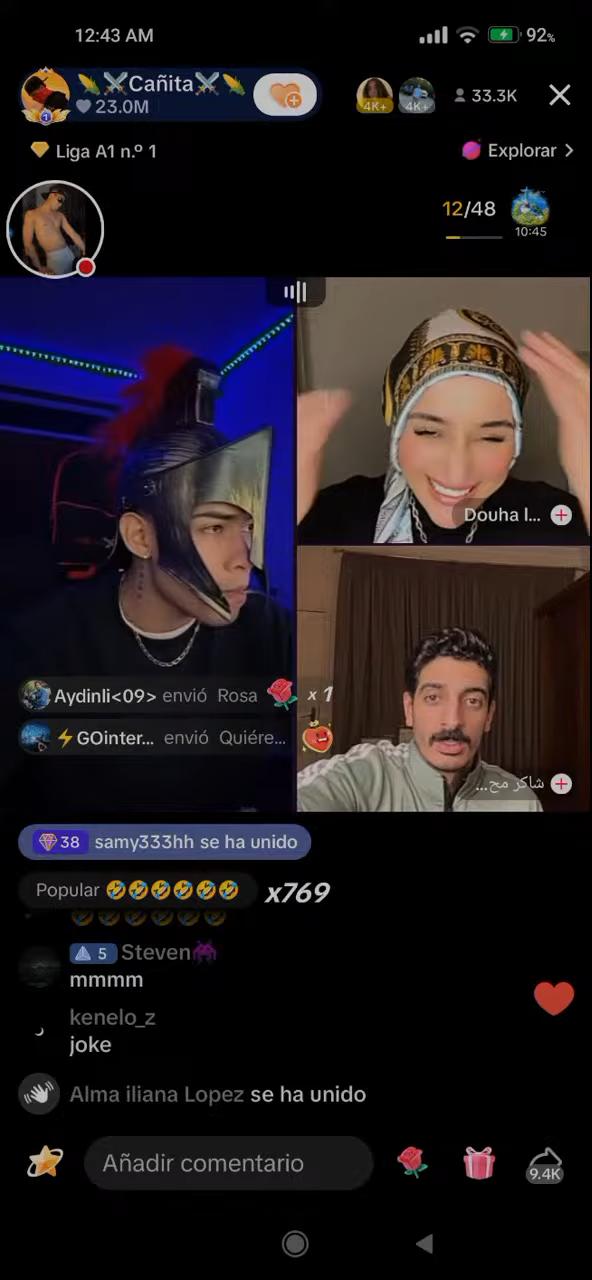 12:43 AM
92%
🌽⚔️Cañita⚔️🌽
23.0M
4K+
4K+
33.3K
Liga A1 n.º 1
Explorar
12/48
10:45
Douha l...
Aydinli<09> envió Rosa x 1
⚡GOinter... envió Quiére...
شاكر مح...
38 samy333hh se ha unido
Popular 🤣🤣🤣🤣🤣🤣 x769
🤣🤣🤣🤣🤣🤣
5 Steven👾
mmmm
kenelo_z
joke
Alma iliana Lopez se ha unido
Añadir comentario
9.4K